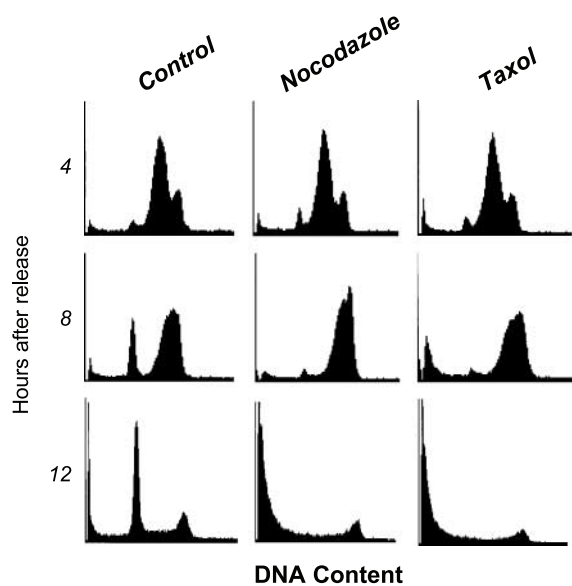 Control
Nocodazole
Taxol
4
8
12
Hours after release
DNA Content